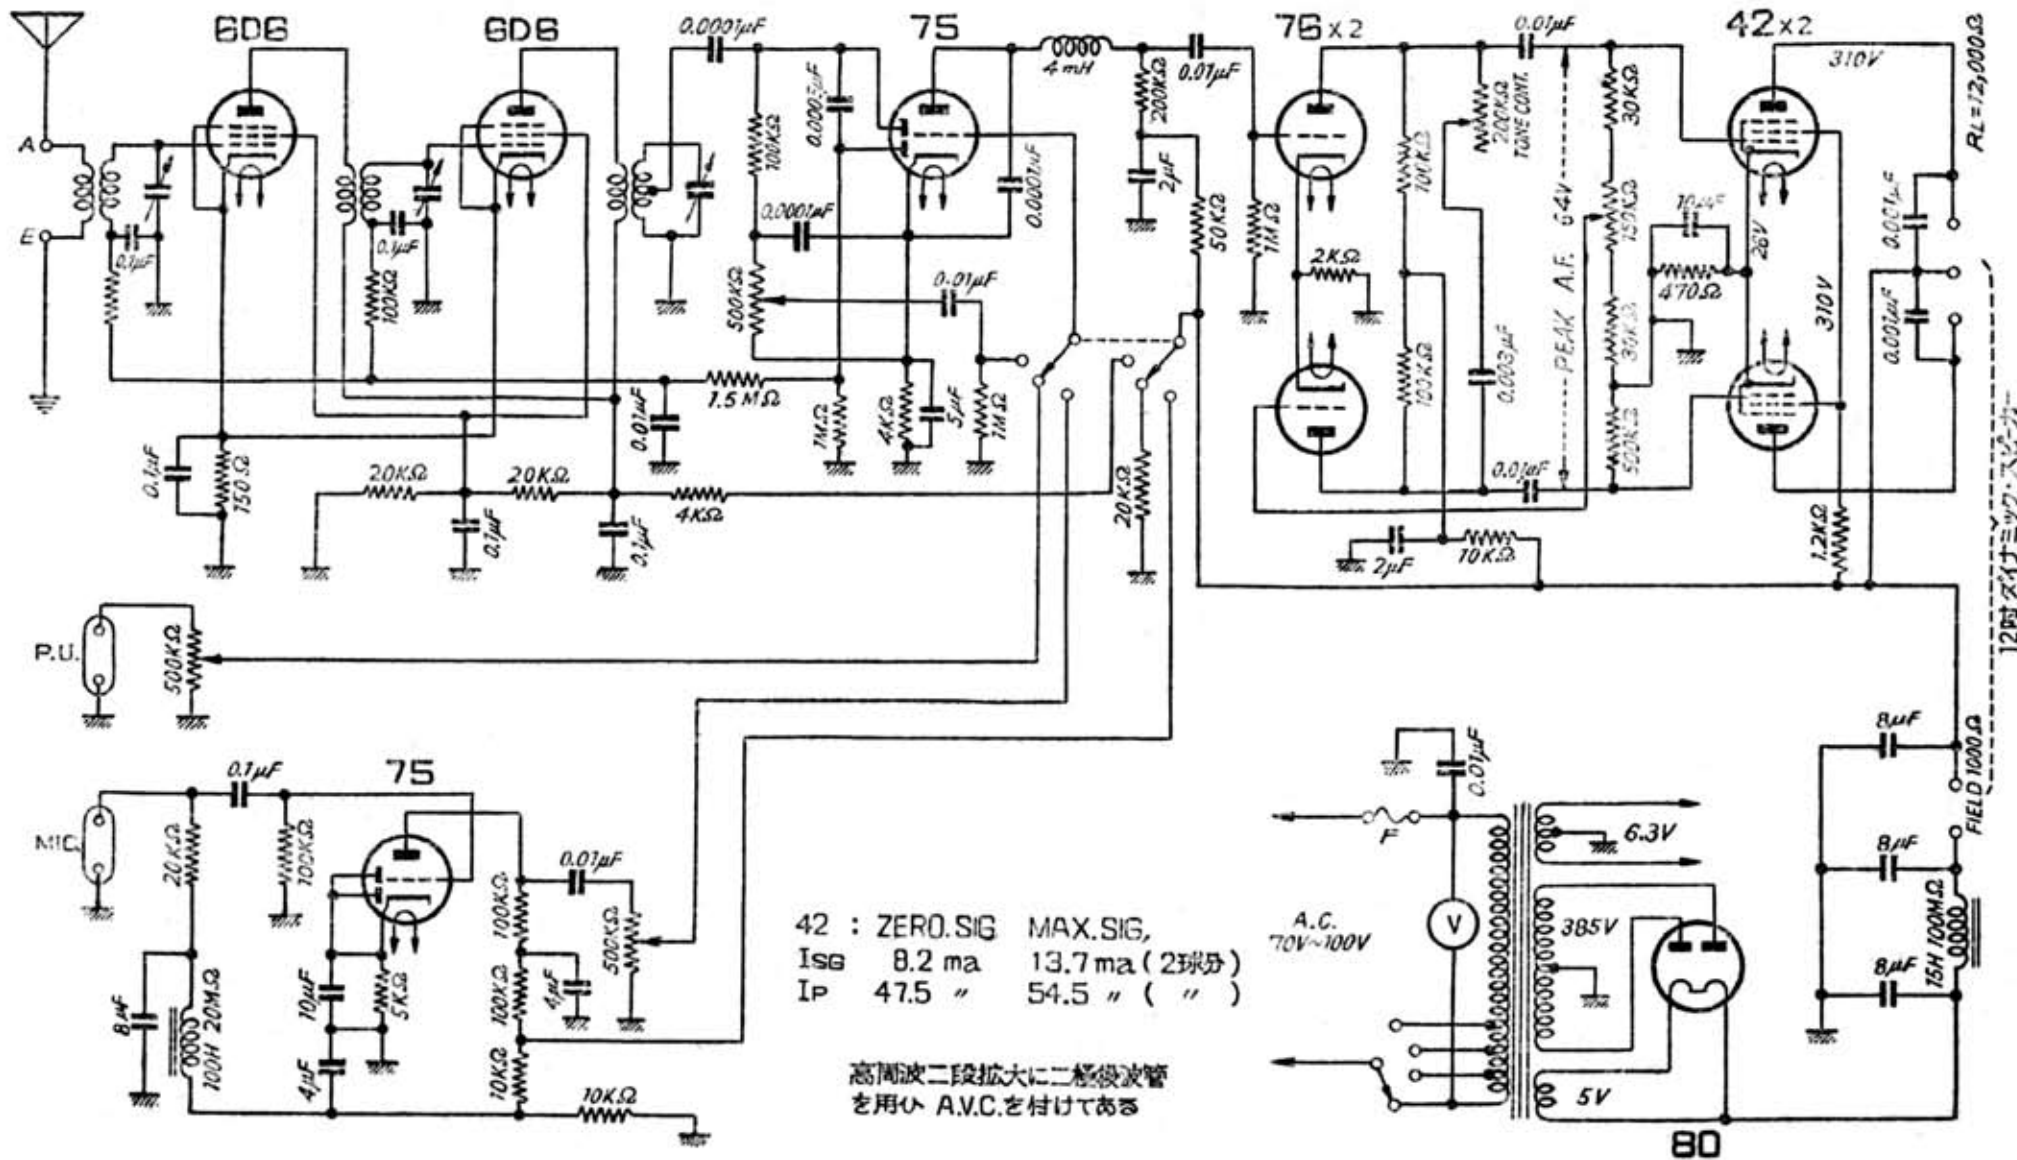 6D6
6D6
75
76×2
42×2
0.0001μF
4mH
0.01μF
0.01μF
310V
RL=12,000Ω
A
E
0.1μF
0.1μF
100KΩ
100KΩ
0.0001μF
500KΩ
0.01μF
0.0001μF
200KΩ
2μF
50KΩ
1MΩ
2KΩ
100KΩ
100KΩ
200KΩ
TONE CONT.
0.003μF
PEAK A.F. 64V
0.01μF
30KΩ
150KΩ
30KΩ
500KΩ
10μF
470Ω
26V
310V
0.001μF
0.001μF
1.5MΩ
0.01μF
1MΩ
4KΩ
5μF
1MΩ
0.1μF
150Ω
20KΩ
20KΩ
4KΩ
0.1μF
0.1μF
20KΩ
2μF
10KΩ
1.2KΩ
12吋ダイナミック・スピーカー
P.U.
500KΩ
MIC.
0.1μF
75
20KΩ
100KΩ
0.01μF
100KΩ
500KΩ
8μF
100H 20MΩ
10μF
5KΩ
4μF
100KΩ
4μF
10KΩ
10KΩ
42 : ZERO.SIG MAX.SIG,
ISG 8.2 ma 13.7 ma (2球分)
IP 47.5 〃 54.5 〃 ( 〃 )
高周波二段拡大に二極検波管
を用ひ A.V.C.を付けてある
0.01μF
F
A.C.
70V~100V
V
6.3V
385V
5V
80
8μF
8μF
8μF
FIELD 1000Ω
15H 100MΩ